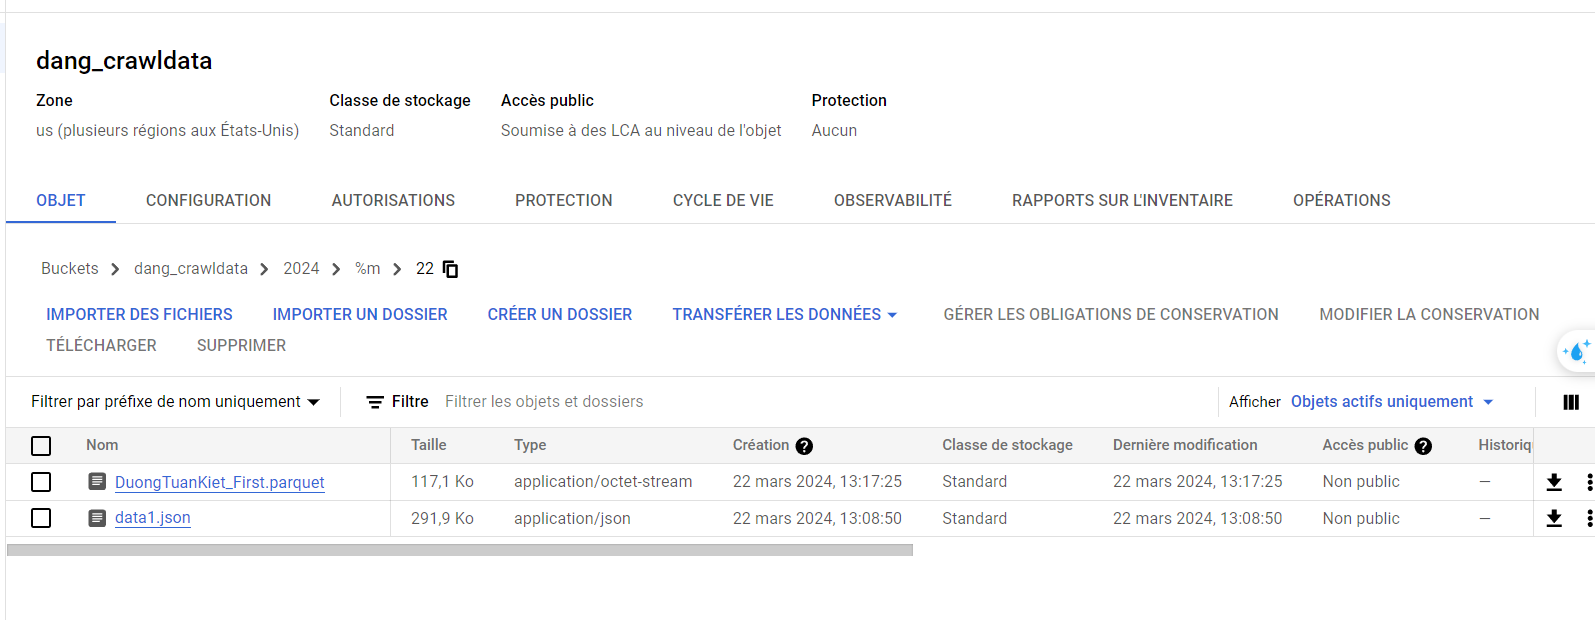 dang_crawldata
Zone Classe de stockage Accès public Protection
us (plusieurs régions aux États-Unis) Standard Soumise à des LCA au niveau de l'objet Aucun
OBJET CONFIGURATION AUTORISATIONS PROTECTION CYCLE DE VIE OBSERVABILITÉ RAPPORTS SUR L'INVENTAIRE OPÉRATIONS
Buckets > dang_crawldata > 2024 > %m > 22
IMPORTER DES FICHIERS IMPORTER UN DOSSIER CRÉER UN DOSSIER TRANSFÉRER LES DONNÉES GÉRER LES OBLIGATIONS DE CONSERVATION MODIFIER LA CONSERVATION
TÉLÉCHARGER SUPPRIMER
Filtrer par préfixe de nom uniquement Filtre Filtrer les objets et dossiers Afficher Objets actifs uniquement
Nom Taille Type Création ? Classe de stockage Dernière modification Accès public ? Historiq
DuongTuanKiet_First.parquet 117,1 Ko application/octet-stream 22 mars 2024, 13:17:25 Standard 22 mars 2024, 13:17:25 Non public —
data1.json 291,9 Ko application/json 22 mars 2024, 13:08:50 Standard 22 mars 2024, 13:08:50 Non public —